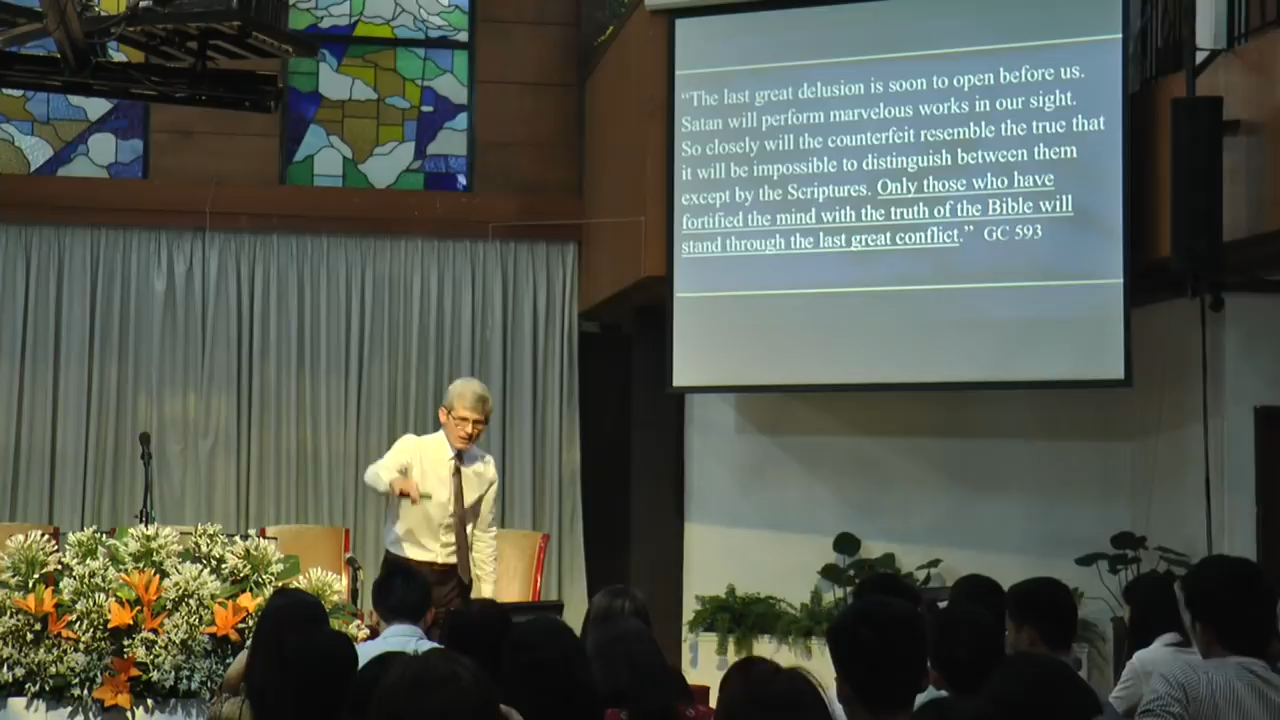 “The last great delusion is soon to open before us.
Satan will perform marvelous works in our sight.
So closely will the counterfeit resemble the true that
it will be impossible to distinguish between them
except by the Scriptures. Only those who have
fortified the mind with the truth of the Bible will
stand through the last great conflict.” GC 593